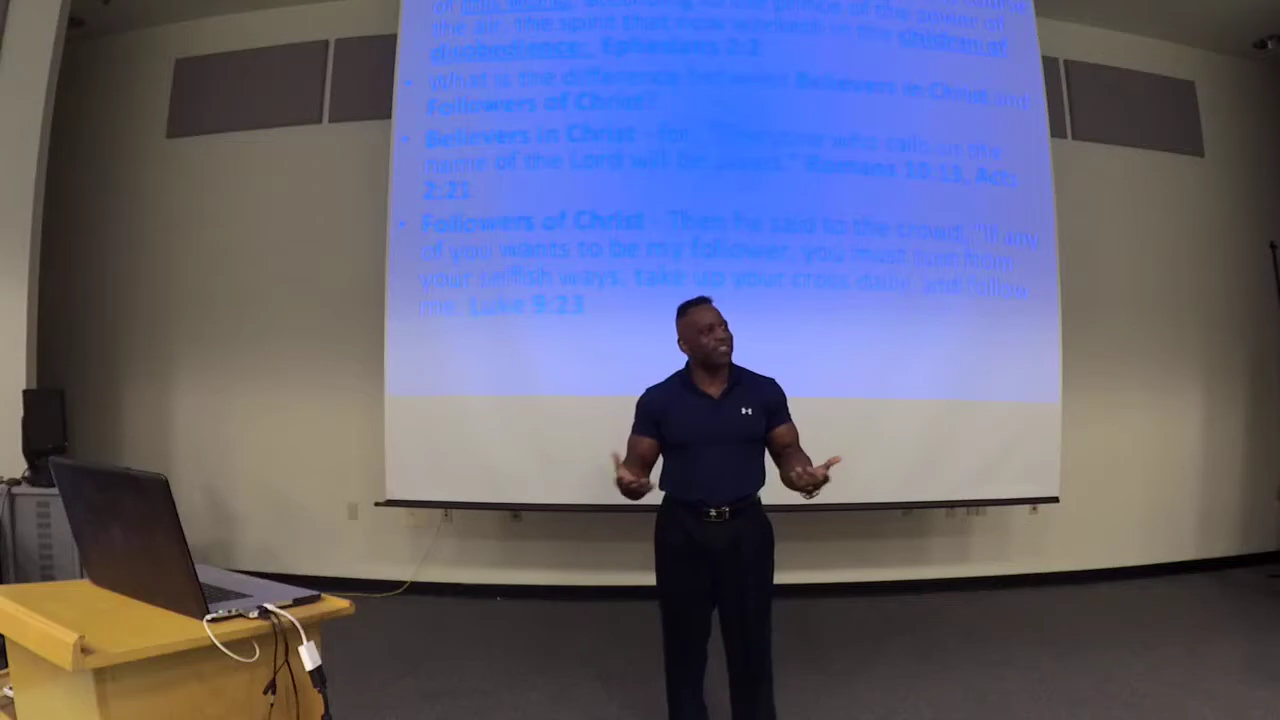 the air, the spirit that now worketh in the children of
disobedience: Ephesians 2:2
• What is the difference between Believers in Christ and
Followers of Christ?
• Believers in Christ - for "Everyone who calls on the
name of the Lord will be saved." Romans 10:13, Acts
2:21
• Followers of Christ - Then he said to the crowd, "If any
of you wants to be my follower, you must turn from
your selfish ways, take up your cross daily, and follow
me. Luke 9:23